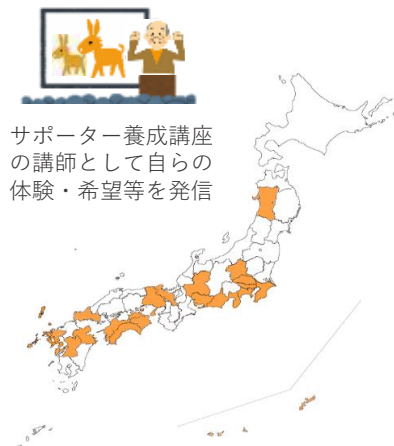 サポーター養成講座
の講師として自らの
体験・希望等を発信